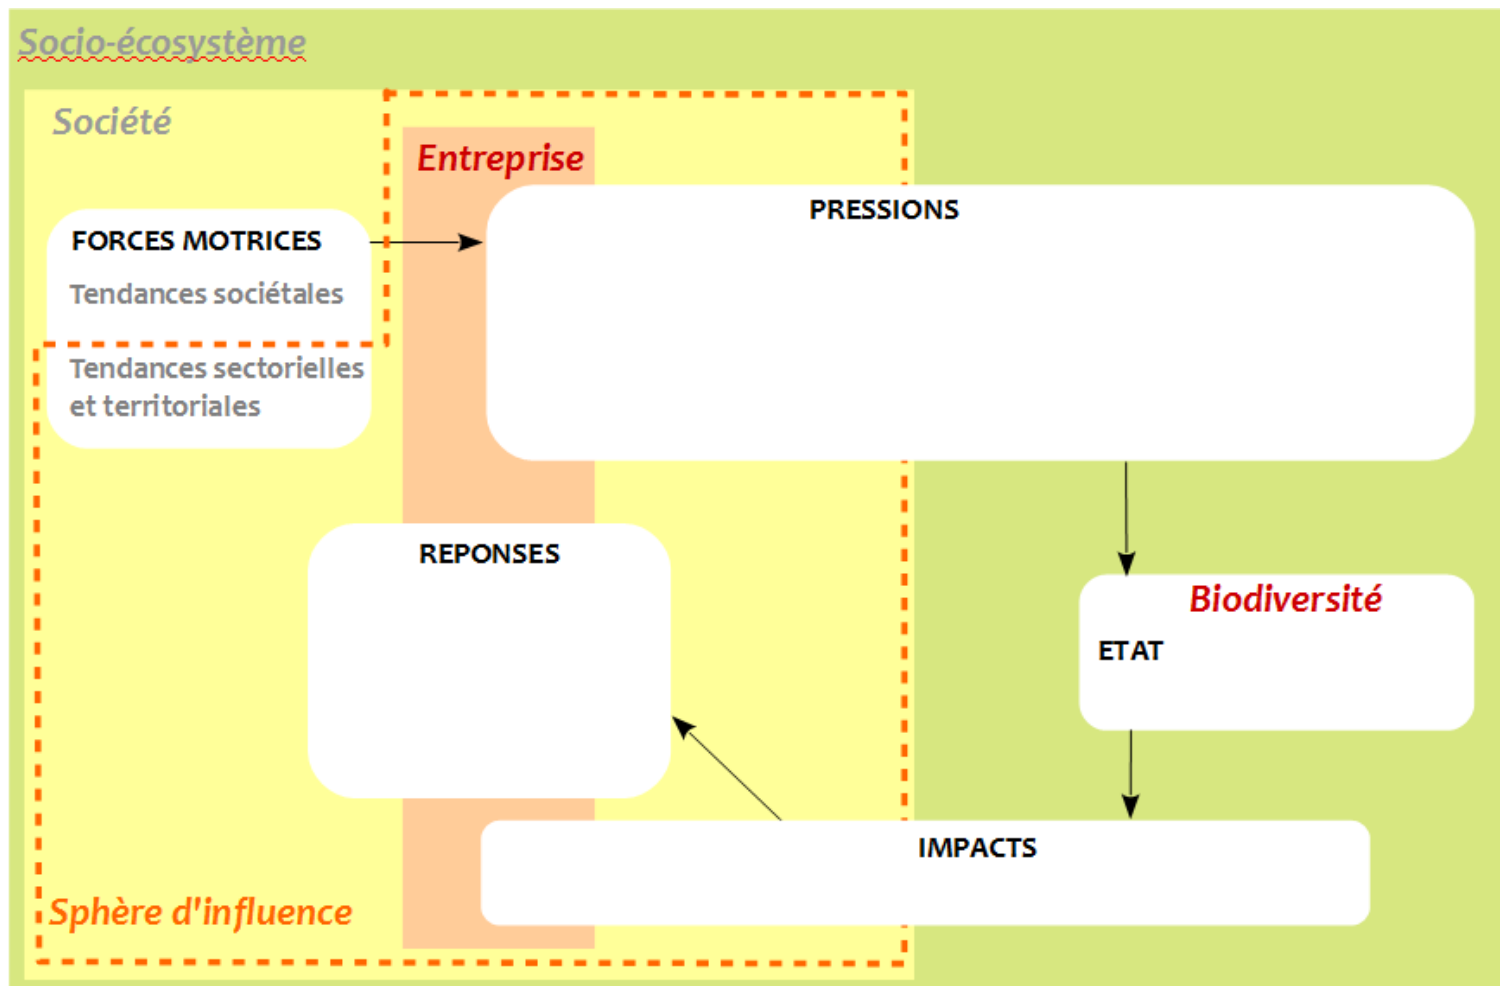 Socio-écosystème
Société
Entreprise
PRESSIONS
FORCES MOTRICES
Tendances sociétales
Tendances sectorielles
et territoriales
REPONSES
Biodiversité
ETAT
IMPACTS
Sphère d'influence